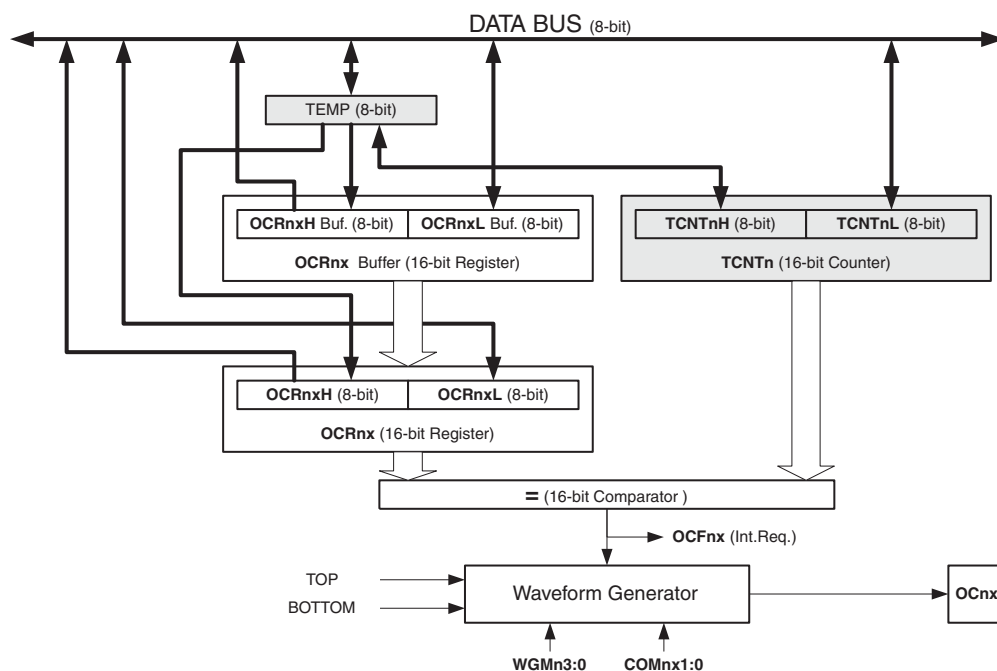 DATA BUS (8-bit)
TEMP (8-bit)
OCRnxH Buf. (8-bit)
OCRnxL Buf. (8-bit)
TCNTnH (8-bit)
TCNTnL (8-bit)
OCRnx Buffer (16-bit Register)
TCNTn (16-bit Counter)
OCRnxH (8-bit)
OCRnxL (8-bit)
OCRnx (16-bit Register)
= (16-bit Comparator )
OCFnx (Int.Req.)
TOP
BOTTOM
Waveform Generator
OCnx
WGMn3:0
COMnx1:0